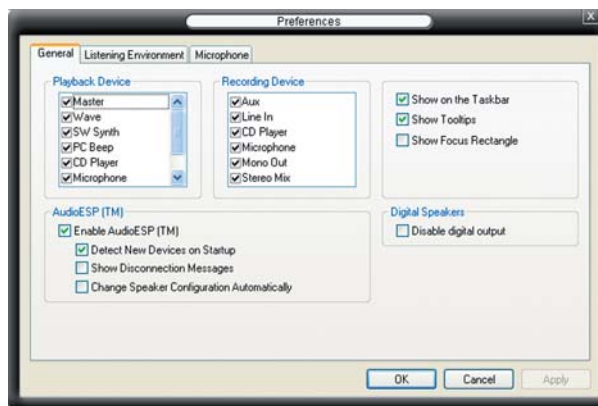 Preferences
X
General
Listening Environment
Microphone
Playback Device
Master
Wave
SW Synth
PC Beep
CD Player
Microphone
Recording Device
Aux
Line In
CD Player
Microphone
Mono Out
Stereo Mix
Show on the Taskbar
Show Tooltips
Show Focus Rectangle
AudioESP (TM)
Enable AudioESP (TM)
Detect New Devices on Startup
Show Disconnection Messages
Change Speaker Configuration Automatically
Digital Speakers
Disable digital output
OK
Cancel
Apply